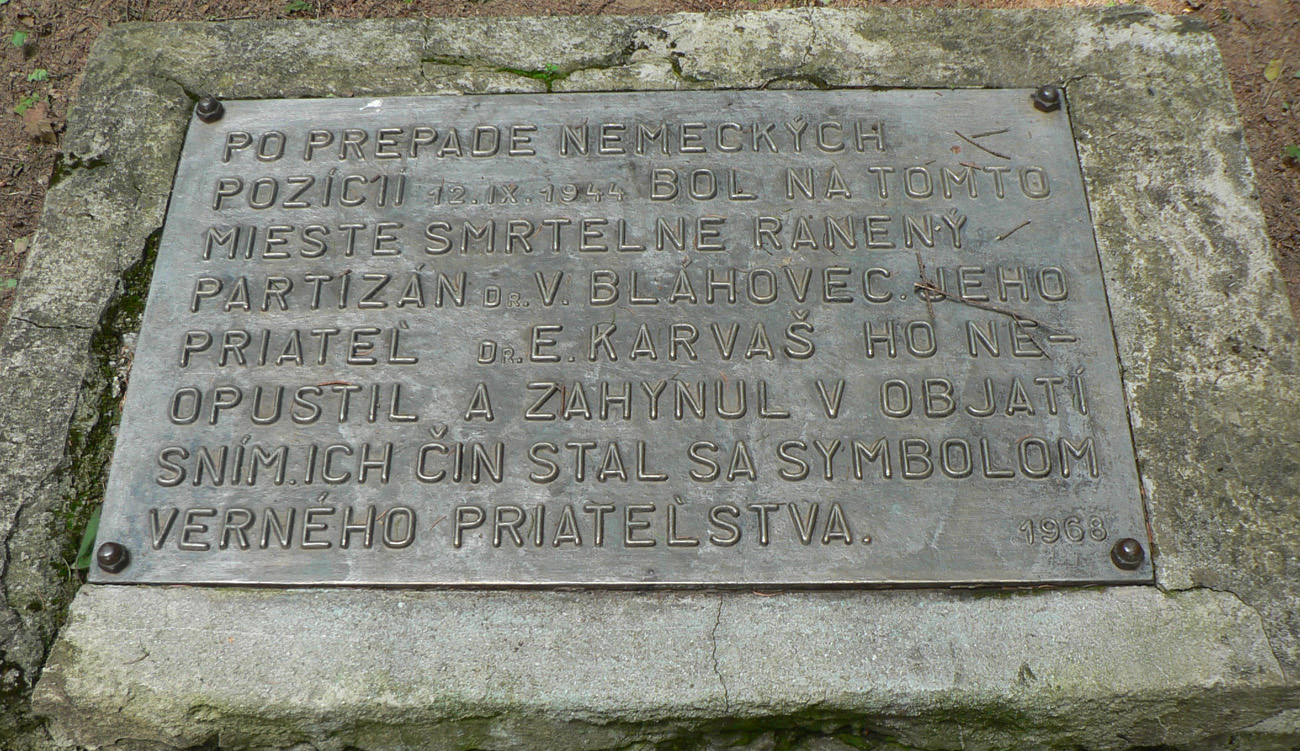 PO PREPADE NEMECKÝCH
POZÍCIÍ 12.IX.1944 BOL NA TOMTO
MIESTE SMRTELNE RANENÝ
PARTIZÁN DR. V. BLÁHOVEC. JEHO
PRIATEĽ DR. E. KARVAŠ HO NE-
OPUSTIL A ZAHYNUL V OBJATÍ
SNÍM. ICH ČIN STAL SA SYMBOLOM
VERNÉHO PRIATEĽSTVA. 1968